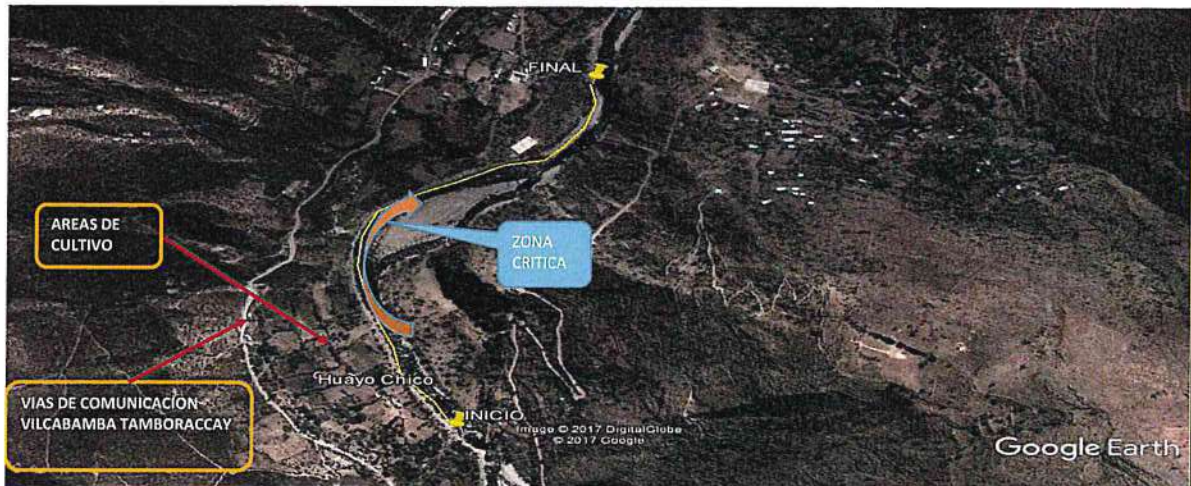 FINAL
AREAS DE
CULTIVO
ZONA
CRITICA
Huayo Chico
VIAS DE COMUNICACIÓN
VILCABAMBA TAMBORACCAY
INICIO
Image © 2017 DigitalGlobe
© 2017 Google
Google Earth